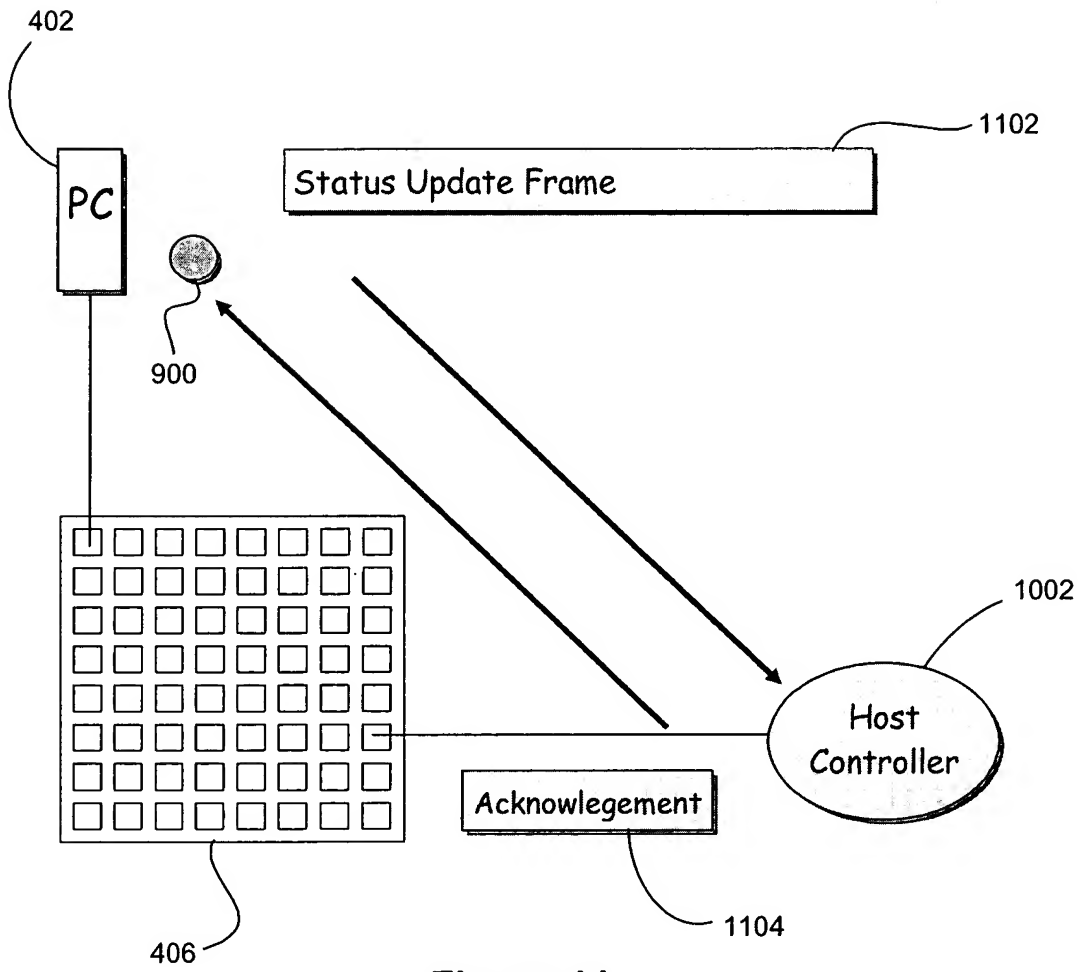 402
1102
PC
Status Update Frame
900
1002
Host
Controller
Acknowlegement
1104
406